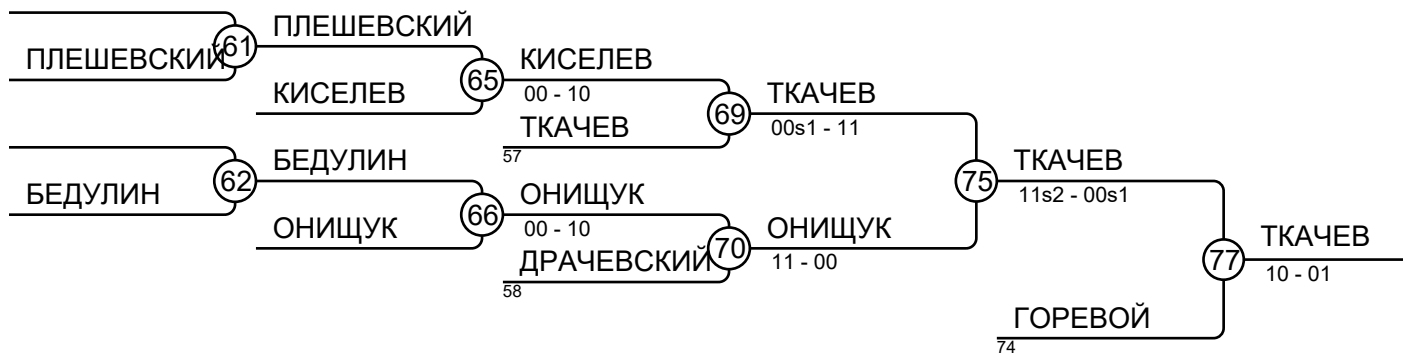 ПЛЕШЕВСКИЙ
61
ПЛЕШЕВСКИЙ
КИСЕЛЕВ
65
КИСЕЛЕВ
00 - 10
ТКАЧЕВ
57
69
ТКАЧЕВ
00s1 - 11
БЕДУЛИН
62
БЕДУЛИН
ОНИЩУК
66
ОНИЩУК
00 - 10
ДРАЧЕВСКИЙ
58
70
ОНИЩУК
11 - 00
75
ТКАЧЕВ
11s2 - 00s1
ГОРЕВОЙ
74
77
ТКАЧЕВ
10 - 01